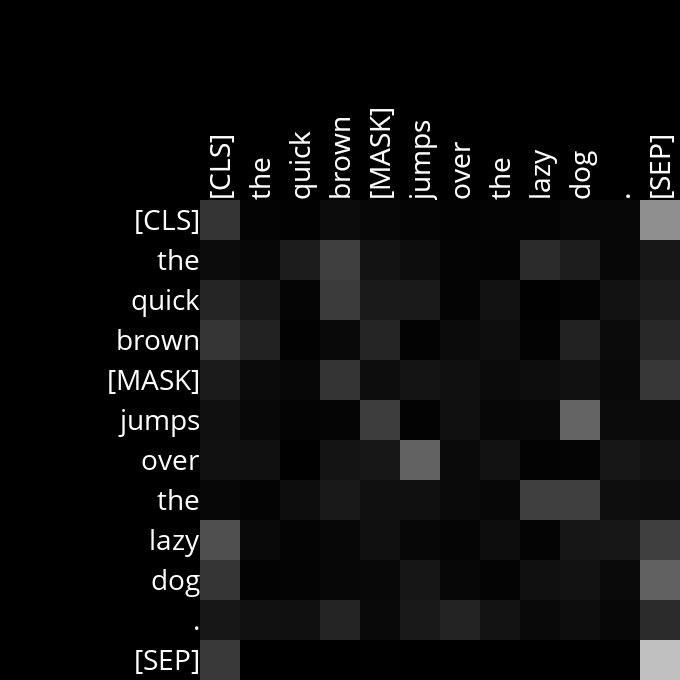 [CLS]
the
quick
brown
[MASK]
jumps
over
the
lazy
dog
.
[SEP]
[CLS]
the
quick
brown
[MASK]
jumps
over
the
lazy
dog
.
[SEP]